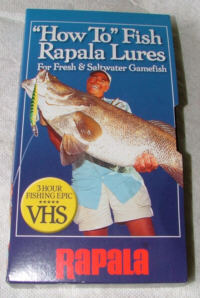 "How To" Fish
Rapala Lures
For Fresh & Saltwater Gamefish
3 HOUR
FISHING EPIC
★★★★★
VHS
RAPALA